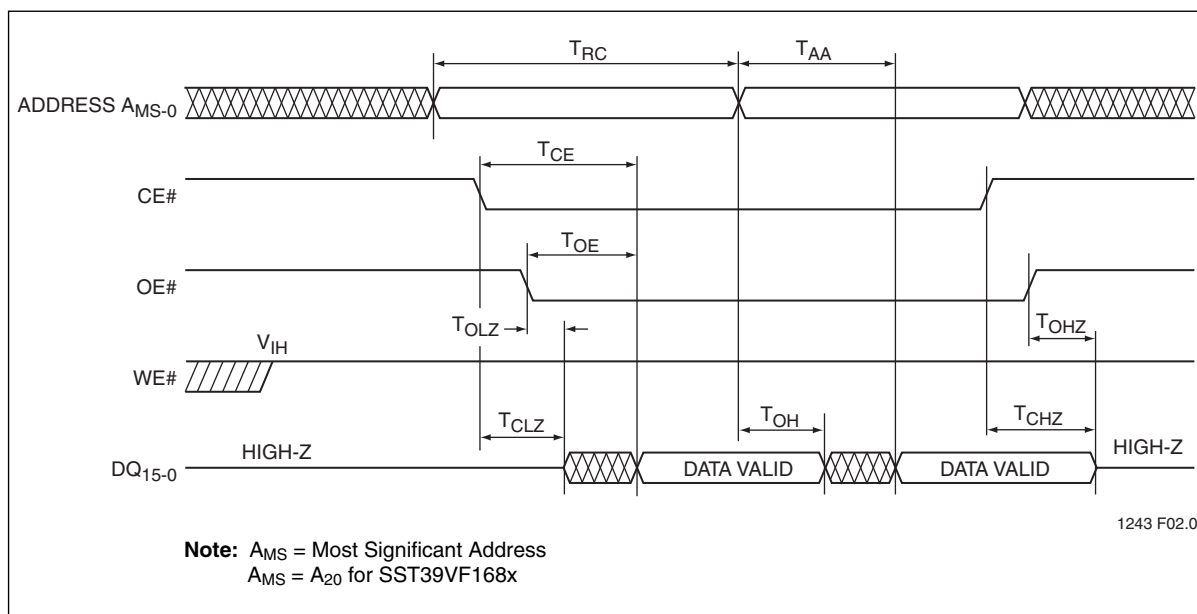 TRC TAA
ADDRESS AMS-0
TCE
CE#
TOE
OE#
TOLZ TOHZ
VIH
WE#
TCLZ TOH TCHZ
HIGH-Z DATA VALID DATA VALID HIGH-Z
DQ15-0
1243 F02.0
Note: AMS = Most Significant Address
AMS = A20 for SST39VF168x